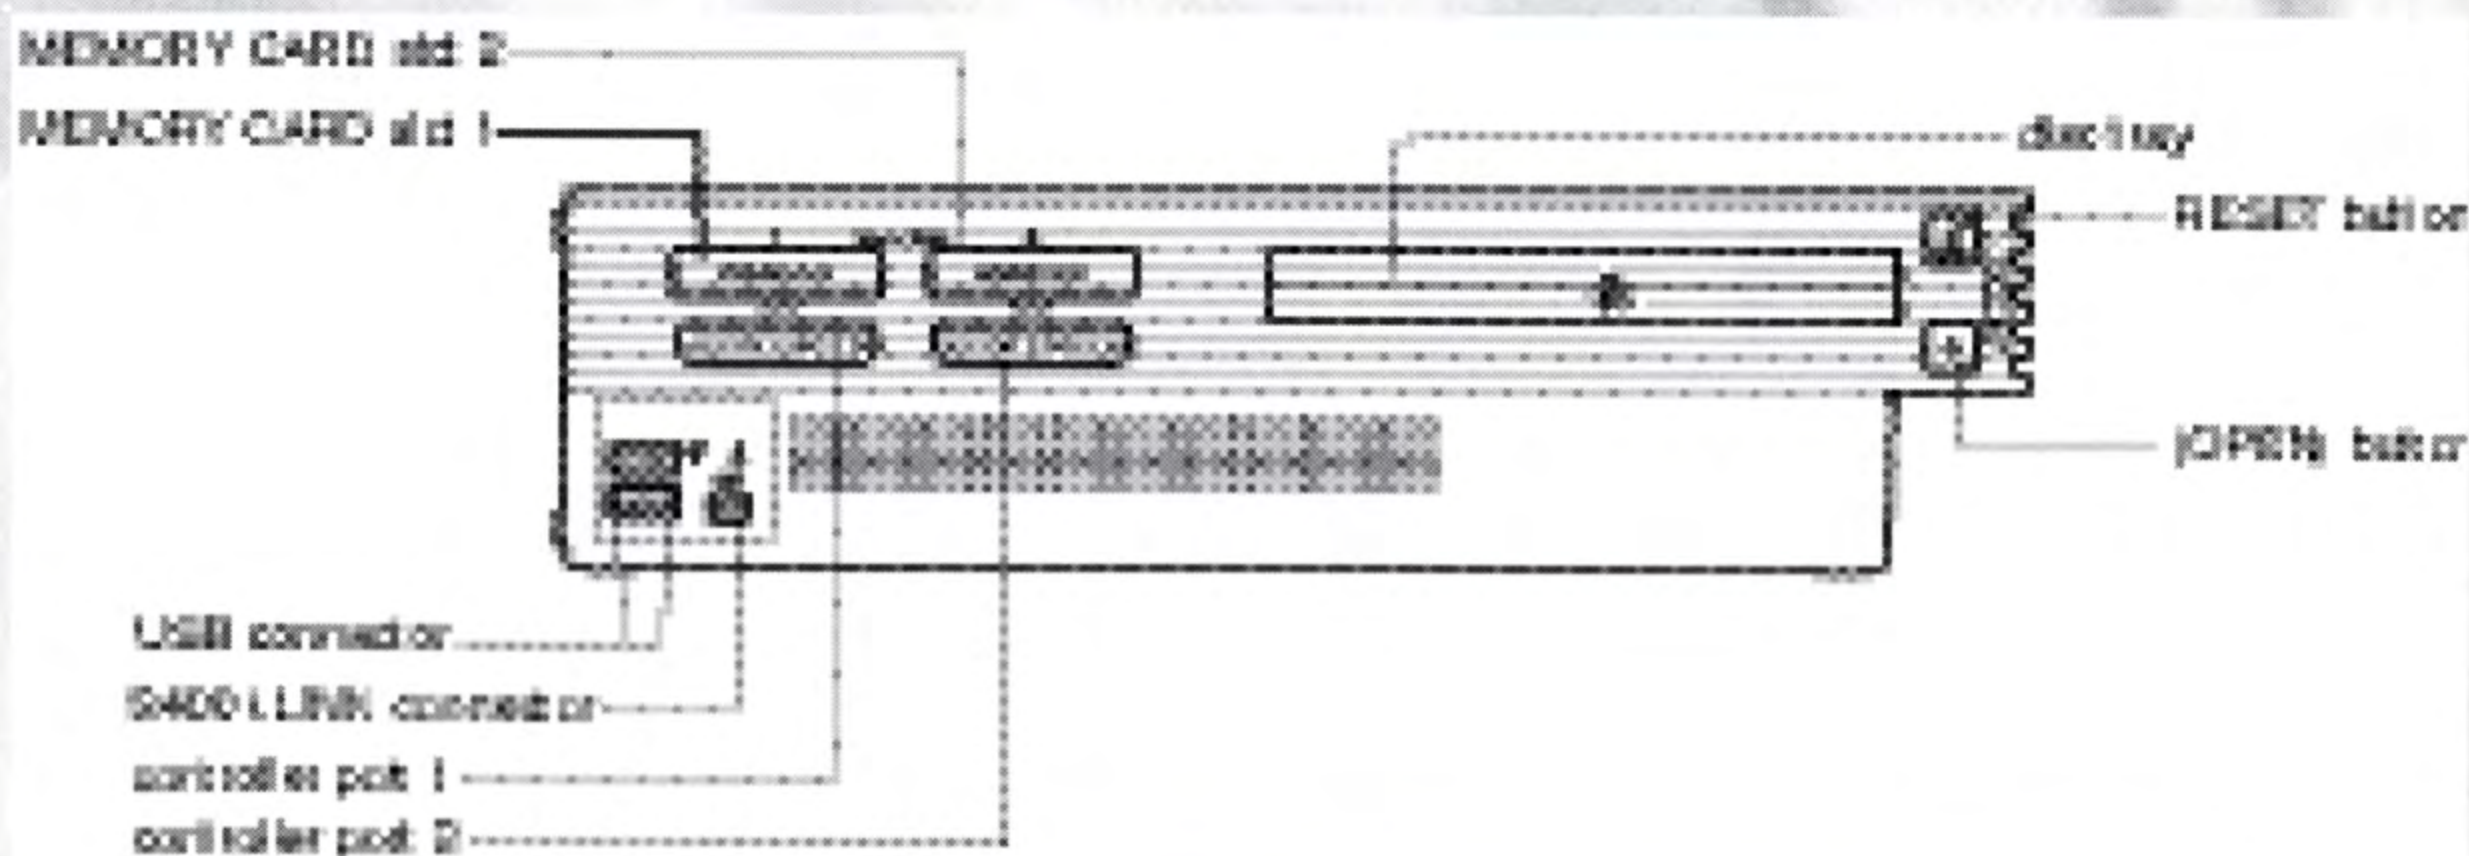 MEMORY CARD slot 2
MEMORY CARD slot 1
disc tray
RESET button
(OPEN) button
USB connector
S400 i.LINK connector
controller port 1
controller port 2